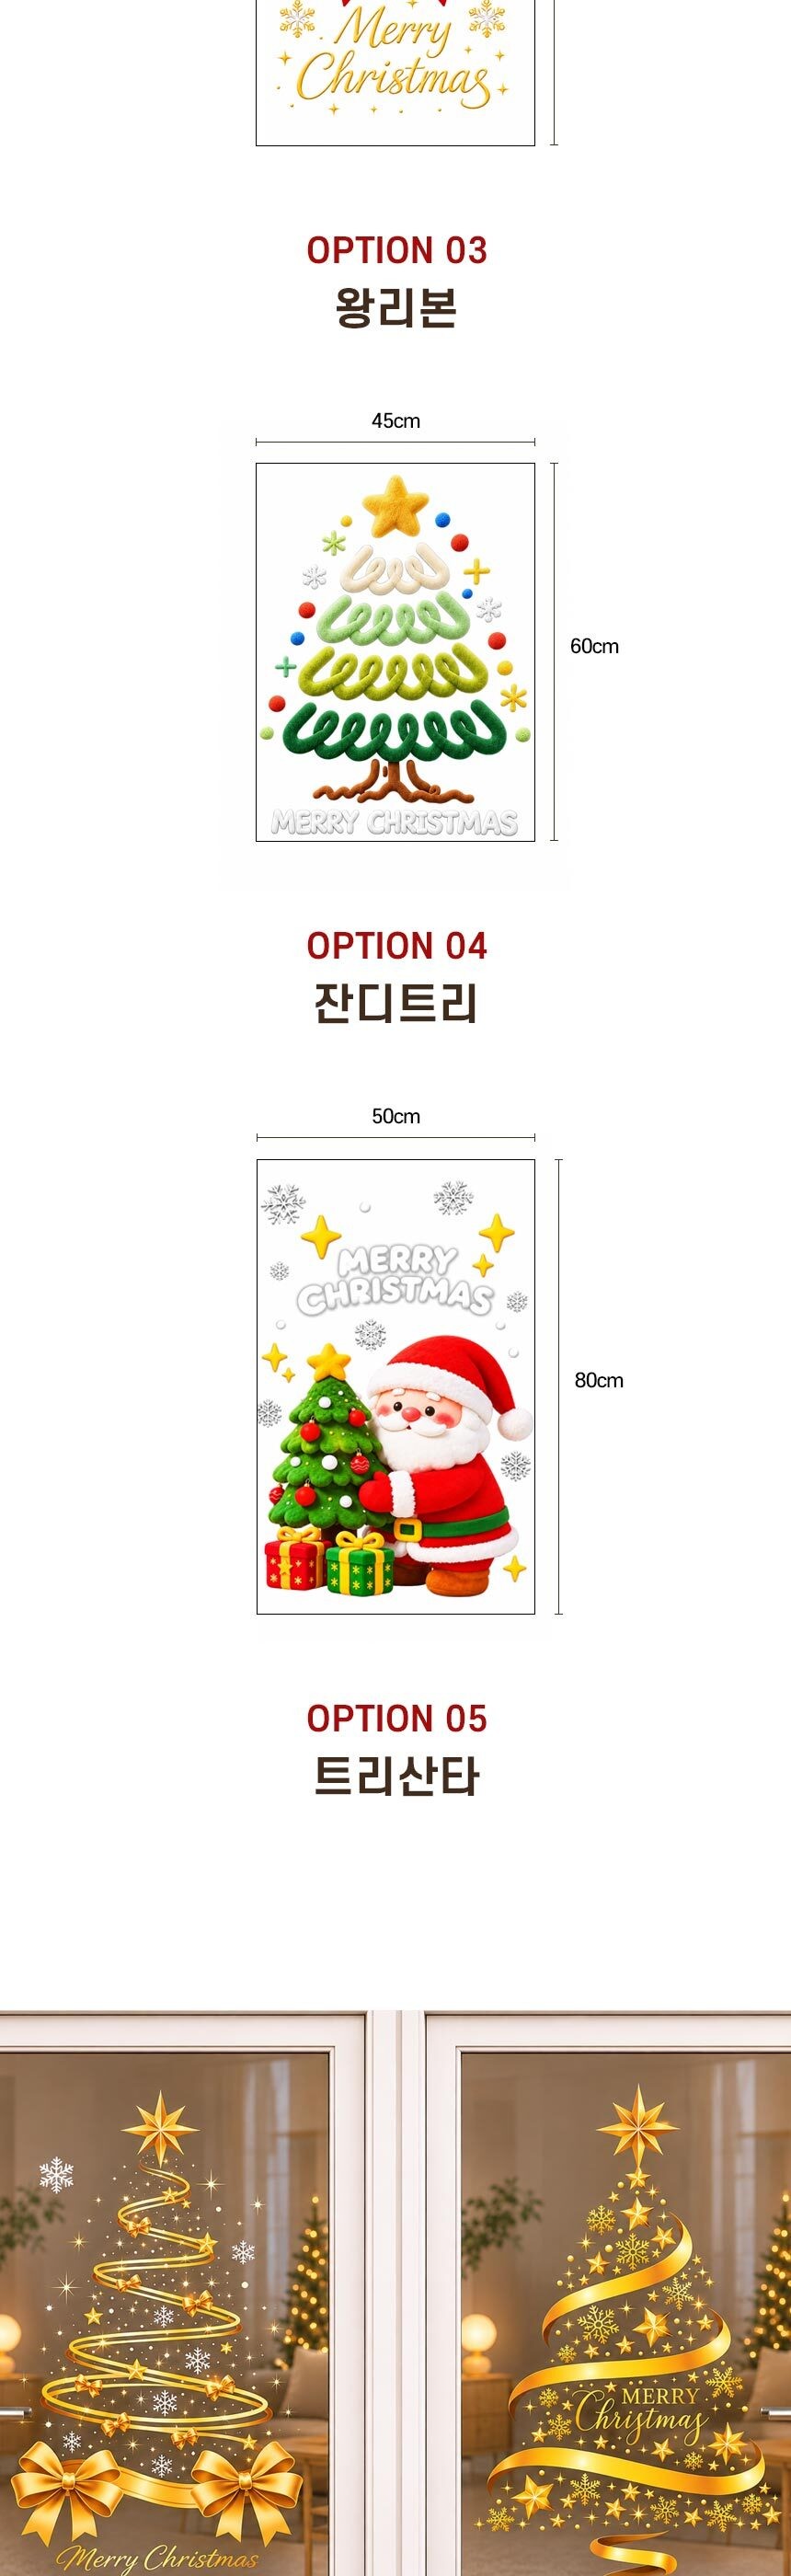 Merry
Christmas
OPTION 03
왕리본
45cm
60cm
MERRY CHRISTMAS
OPTION 04
잔디트리
50cm
MERRY
CHRISTMAS
80cm
OPTION 05
트리산타
MERRY
Christmas
Merry Christmas